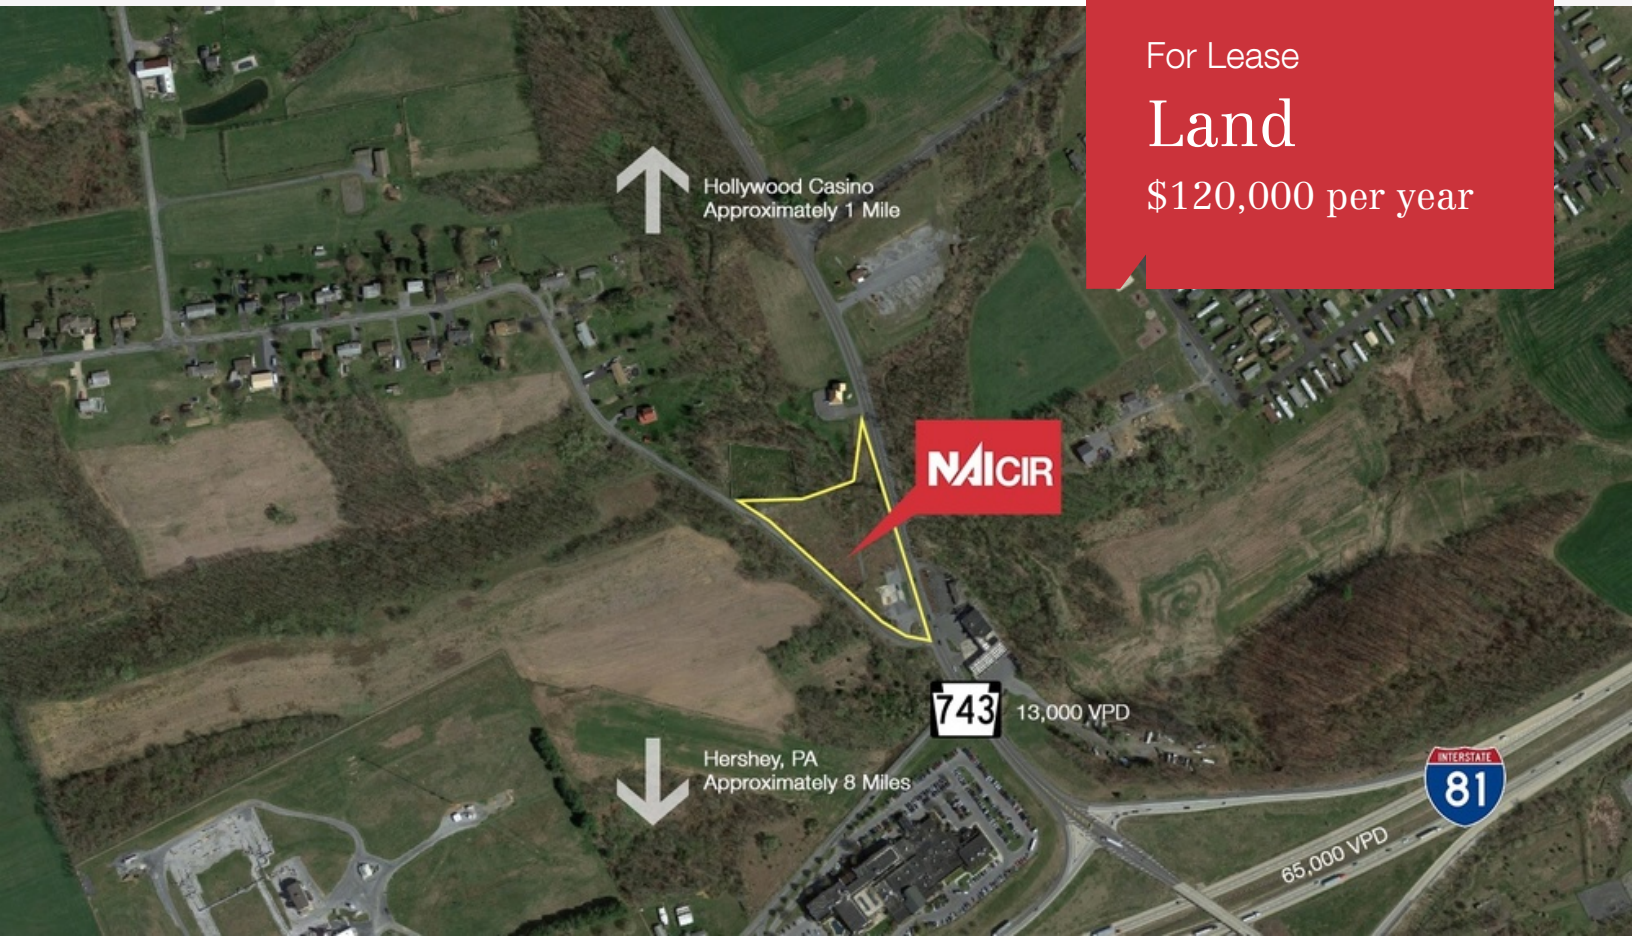 For Lease
Land
$120,000 per year
Hollywood Casino
Approximately 1 Mile
NAICIR
743
13,000 VPD
Hershey, PA
Approximately 8 Miles
INTERSTATE
81
65,000 VPD